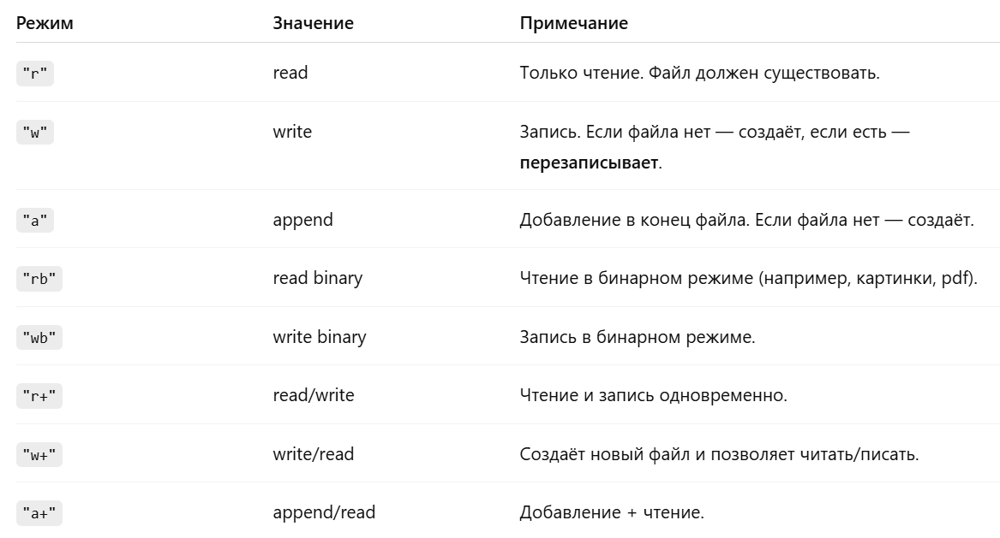 Режим Значение Примечание
"r" read Только чтение. Файл должен существовать.
"w" write Запись. Если файла нет — создаёт, если есть —
перезаписывает.
"a" append Добавление в конец файла. Если файла нет — создаёт.
"rb" read binary Чтение в бинарном режиме (например, картинки, pdf).
"wb" write binary Запись в бинарном режиме.
"r+" read/write Чтение и запись одновременно.
"w+" write/read Создаёт новый файл и позволяет читать/писать.
"a+" append/read Добавление + чтение.